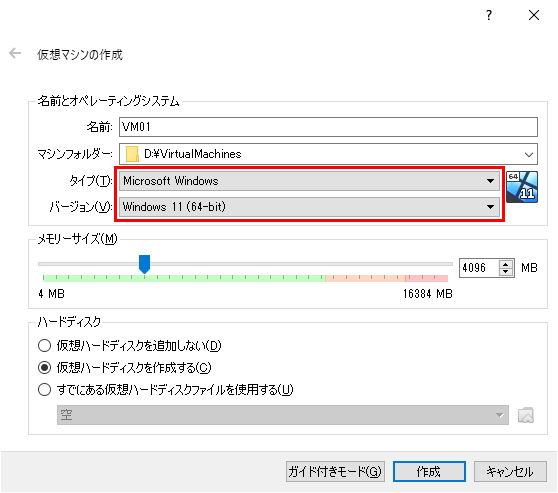 ?
仮想マシンの作成
名前とオペレーティングシステム
名前: VM01
マシンフォルダー: D:¥VirtualMachines
タイプ(T): Microsoft Windows
64
バージョン(V): Windows 11 (64-bit)
11
メモリーサイズ(M)
4096 MB
4 MB 16384 MB
ハードディスク
仮想ハードディスクを追加しない(D)
仮想ハードディスクを作成する(C)
すでにある仮想ハードディスクファイルを使用する(U)
空
ガイド付きモード(G) 作成 キャンセル